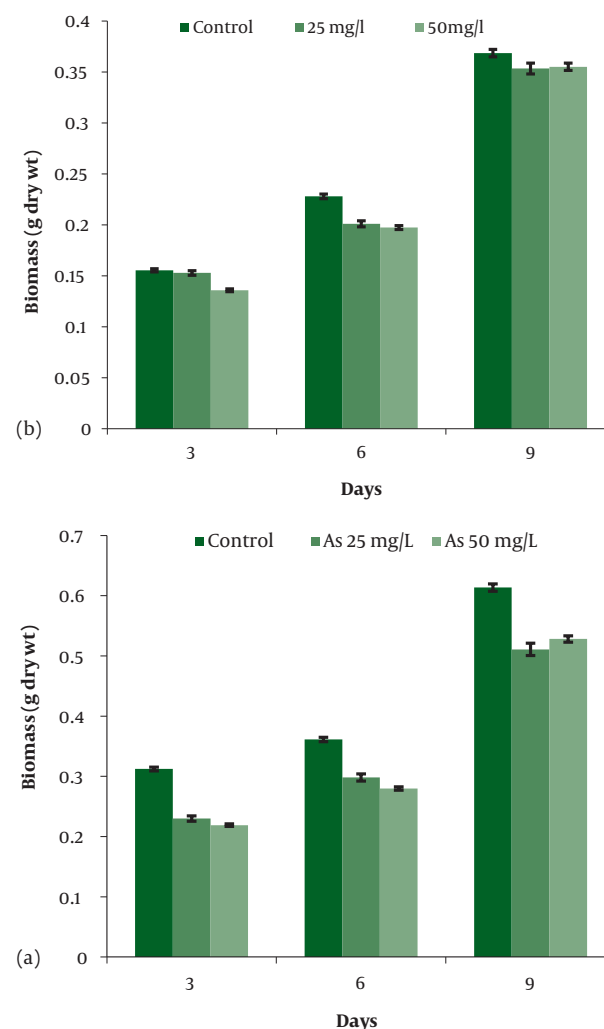 0.4
Control 25 mg/l 50mg/l
0.35
0.3
0.25
0.2
0.15
0.1
0.05
0
Biomass (g dry wt)
(b)
3 6 9
Days
0.7
Control As 25 mg/L As 50 mg/L
0.6
0.5
0.4
0.3
0.2
0.1
0
Biomass (g dry wt)
(a)
3 6 9
Days